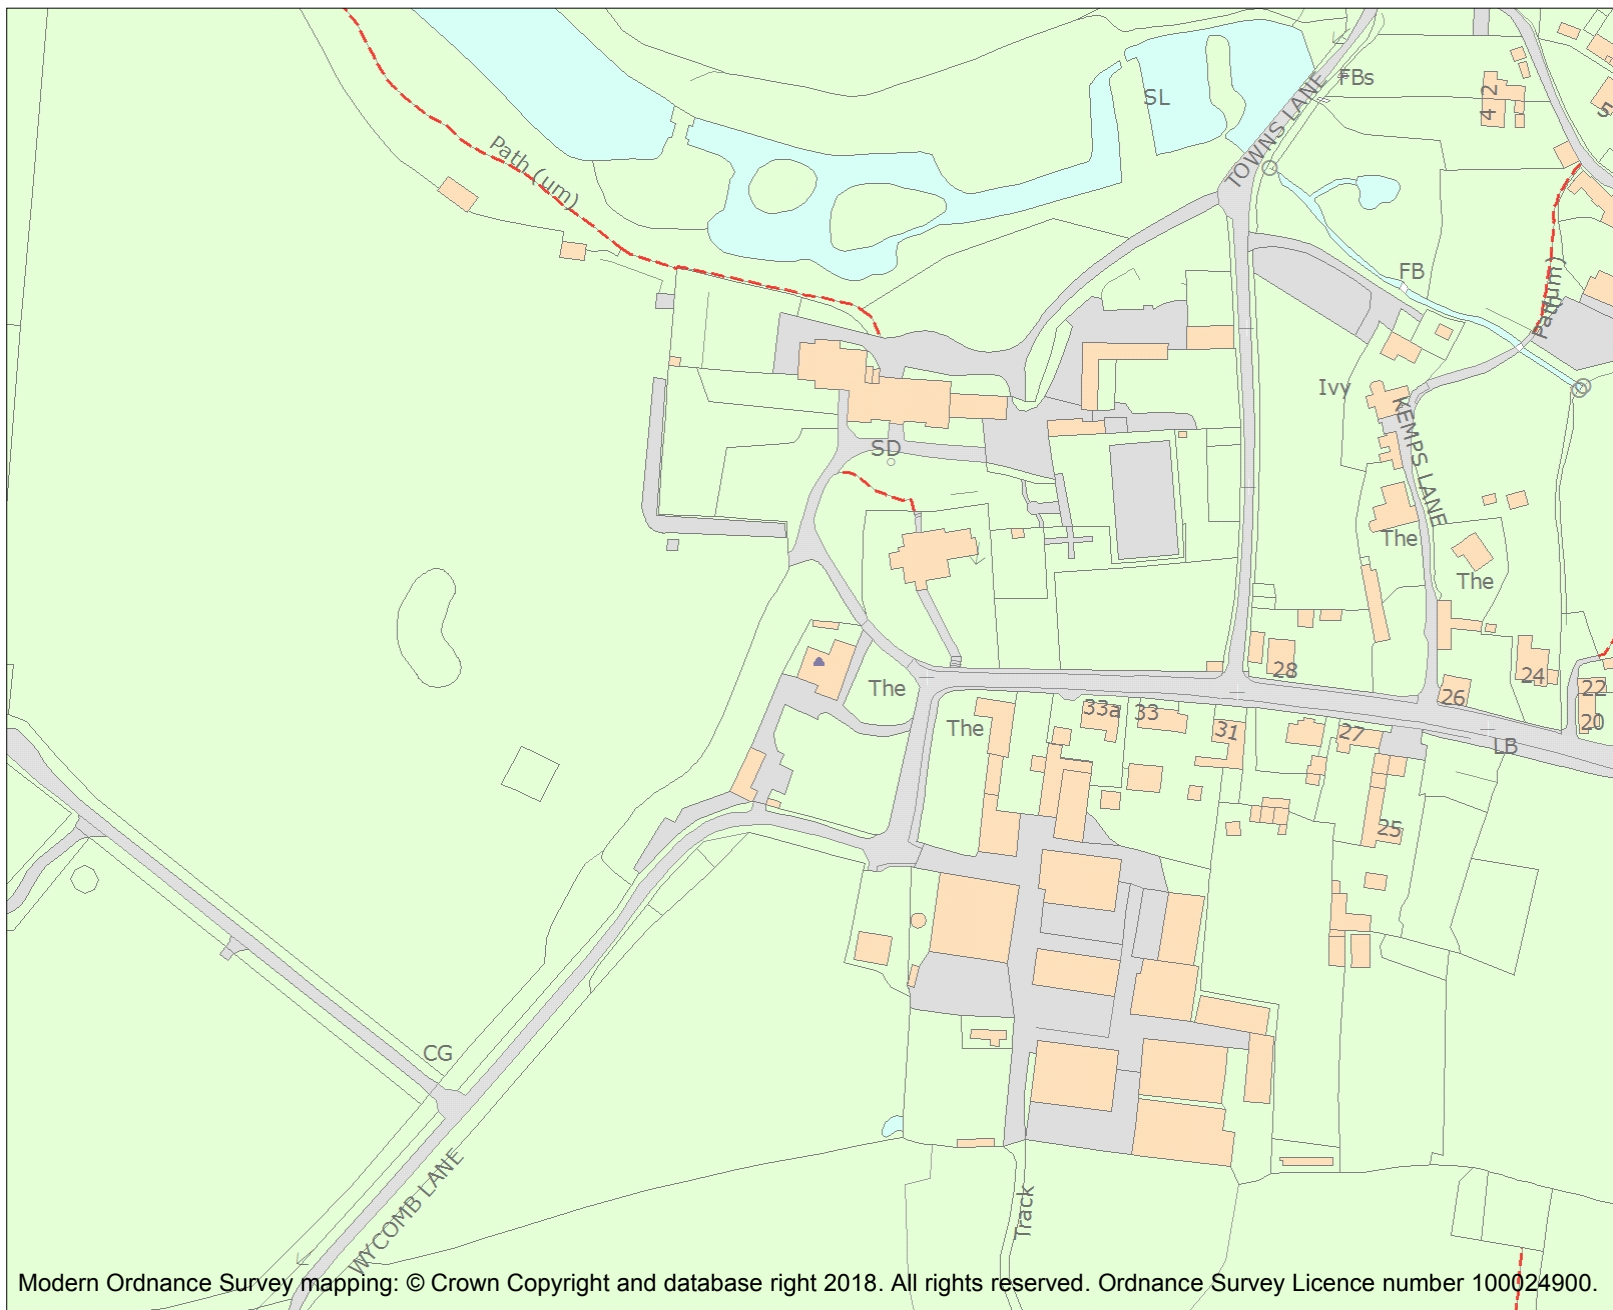 FBs
SL
TOWNS LANE
4 2
5
Path (um)
FB
Path
(um)
Ivy
KEMPS LANE
SD
The
The
The
28
24
22
26
20
33a
33
31
27
The
LB
25
CG
WYCOMB LANE
Track
Modern Ordnance Survey mapping: © Crown Copyright and database right 2018. All rights reserved. Ordnance Survey Licence number 100024900.